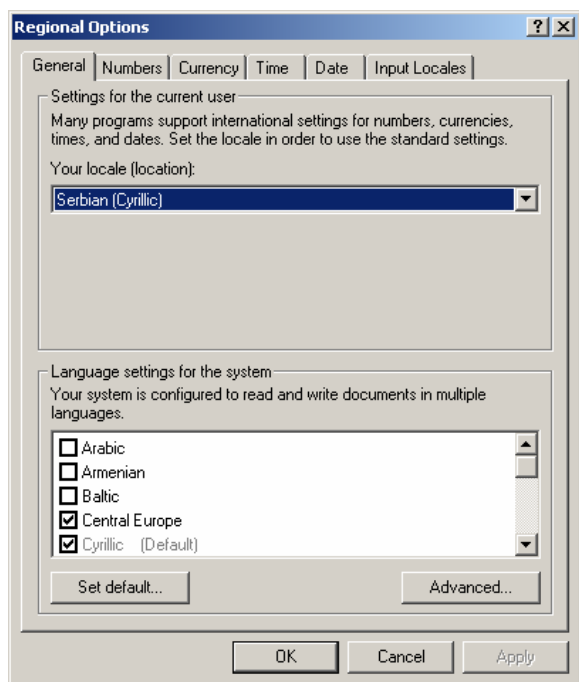 Regional Options
General Numbers Currency Time Date Input Locales
Settings for the current user
Many programs support international settings for numbers, currencies,
times, and dates. Set the locale in order to use the standard settings.
Your locale (location):
Serbian (Cyrillic)
Language settings for the system
Your system is configured to read and write documents in multiple
languages.
Arabic
Armenian
Baltic
Central Europe
Cyrillic (Default)
Set default... Advanced...
OK Cancel Apply